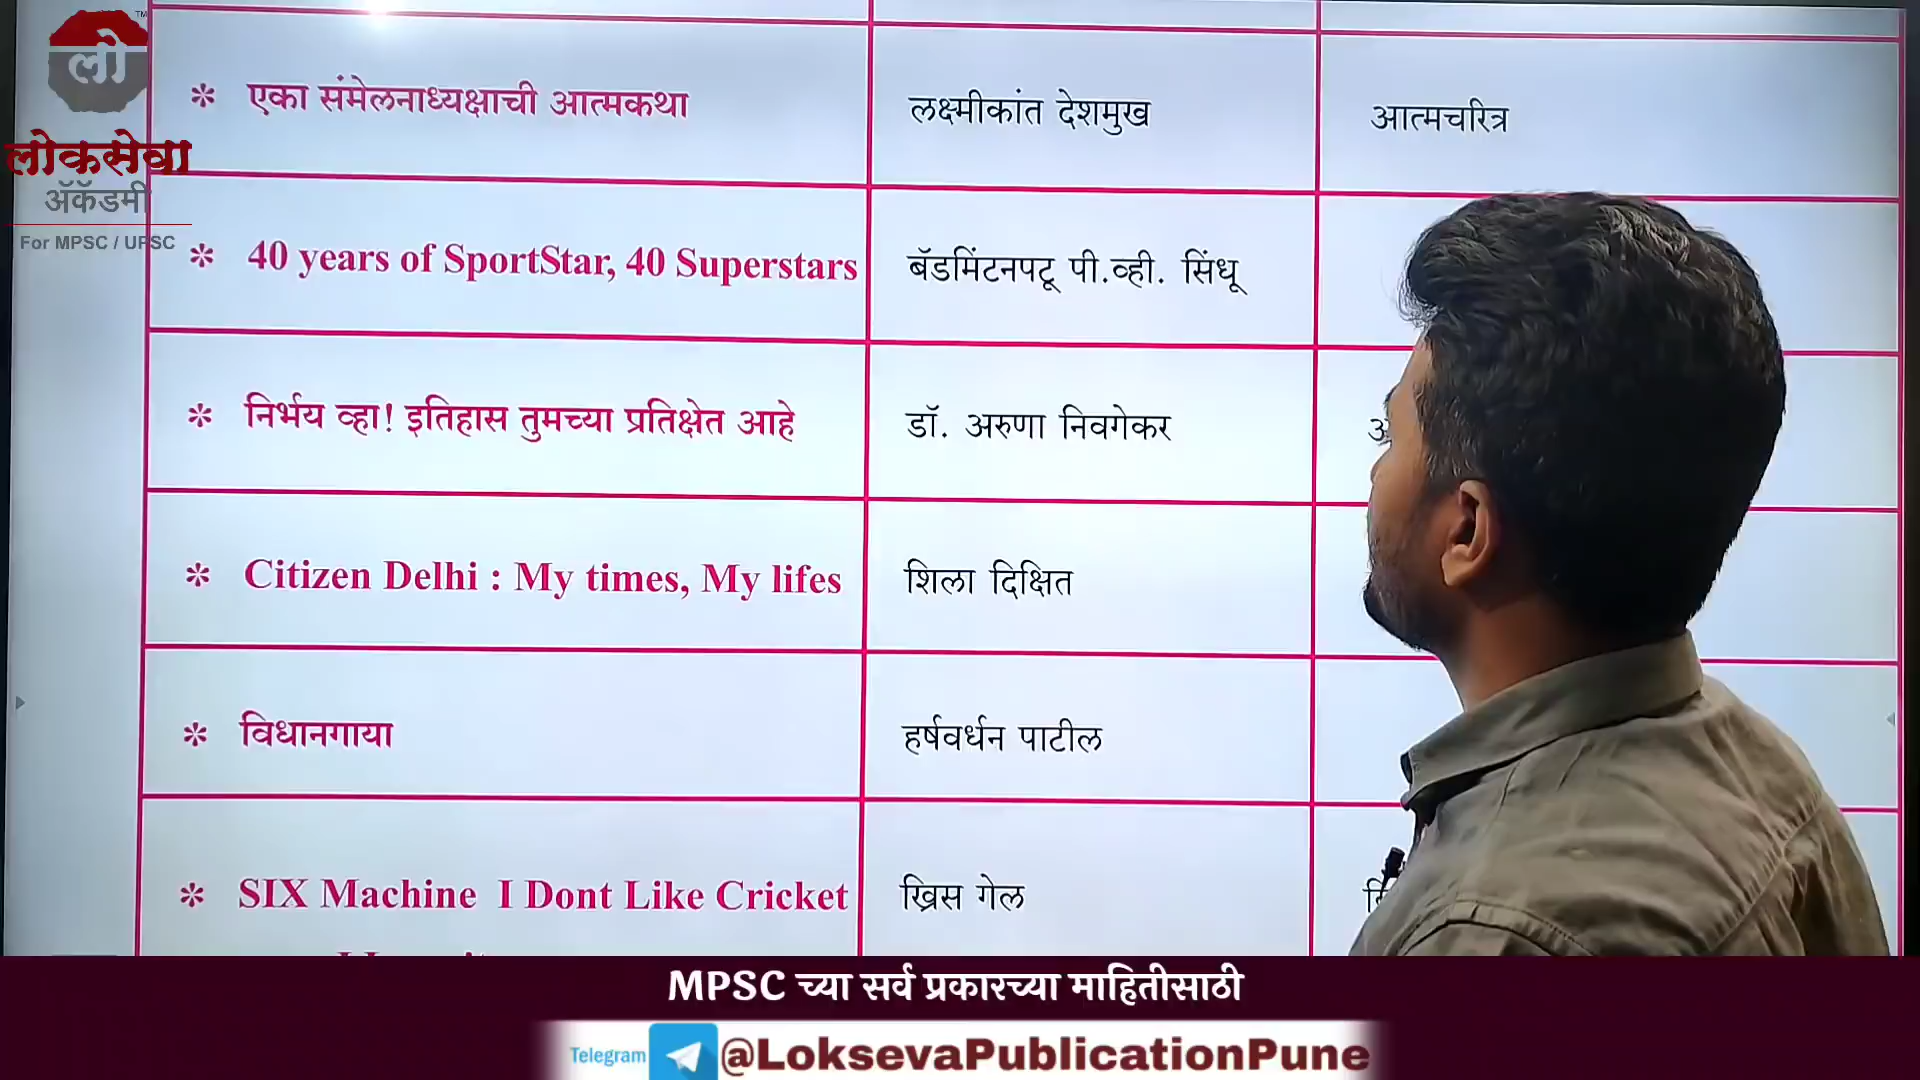 TM
लो
लोकसेवा
ॲकॅडमी
For MPSC / UPSC
* एका संमेलनाध्यक्षाची आत्मकथा लक्ष्मीकांत देशमुख आत्मचरित्र
* 40 years of SportStar, 40 Superstars बॅडमिंटनपटू पी.व्ही. सिंधू
* निर्भय व्हा! इतिहास तुमच्या प्रतिक्षेत आहे डॉ. अरुणा निवगेकर
* Citizen Delhi : My times, My lifes शिला दिक्षित
* विधानगाया हर्षवर्धन पाटील
* SIX Machine I Dont Like Cricket ख्रिस गेल
MPSC च्या सर्व प्रकारच्या माहितीसाठी
Telegram @LoksevaPublicationPune